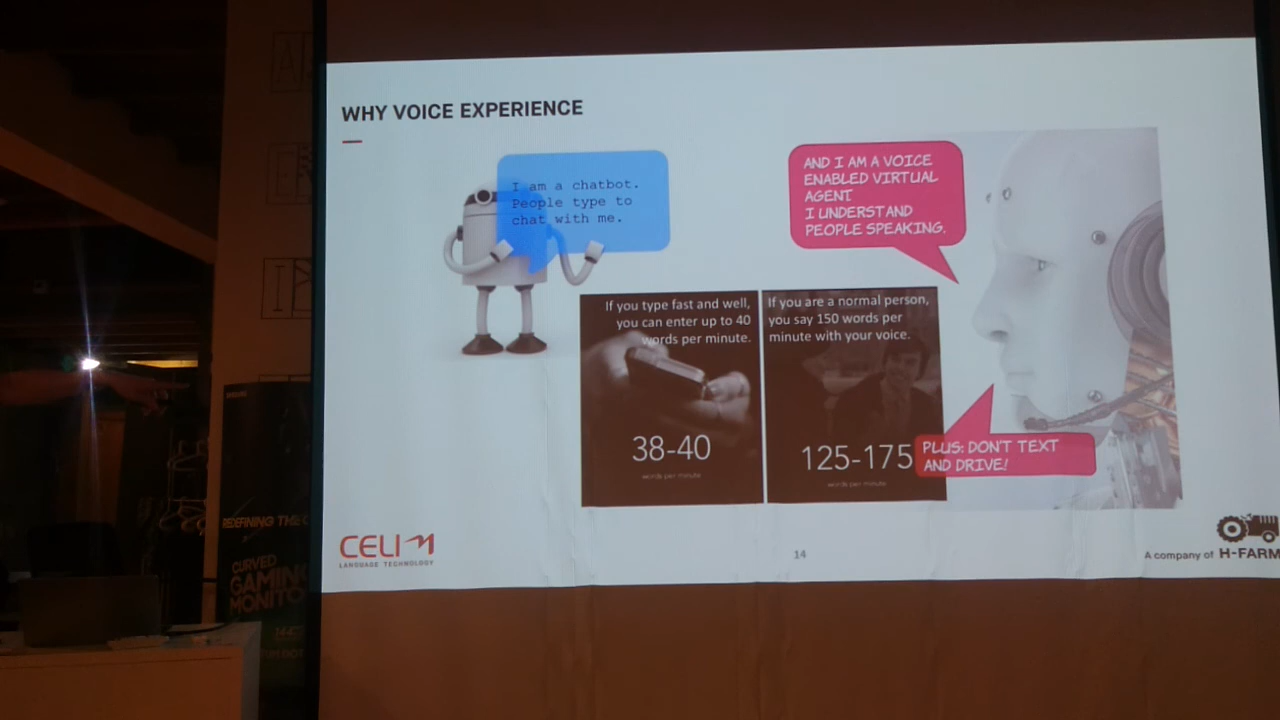 WHY VOICE EXPERIENCE
I am a chatbot.
People type to
chat with me.
AND I AM A VOICE
ENABLED VIRTUAL
AGENT
I UNDERSTAND
PEOPLE SPEAKING.
If you type fast and well,
you can enter up to 40
words per minute.
38-40
words per minute
If you are a normal person,
you say 150 words per
minute with your voice.
125-175
words per minute
PLUS: DON'T TEXT
AND DRIVE!
CELI
LANGUAGE TECHNOLOGY
14
A company of H-FARM
REDEFINING THE
CURVED
GAMING